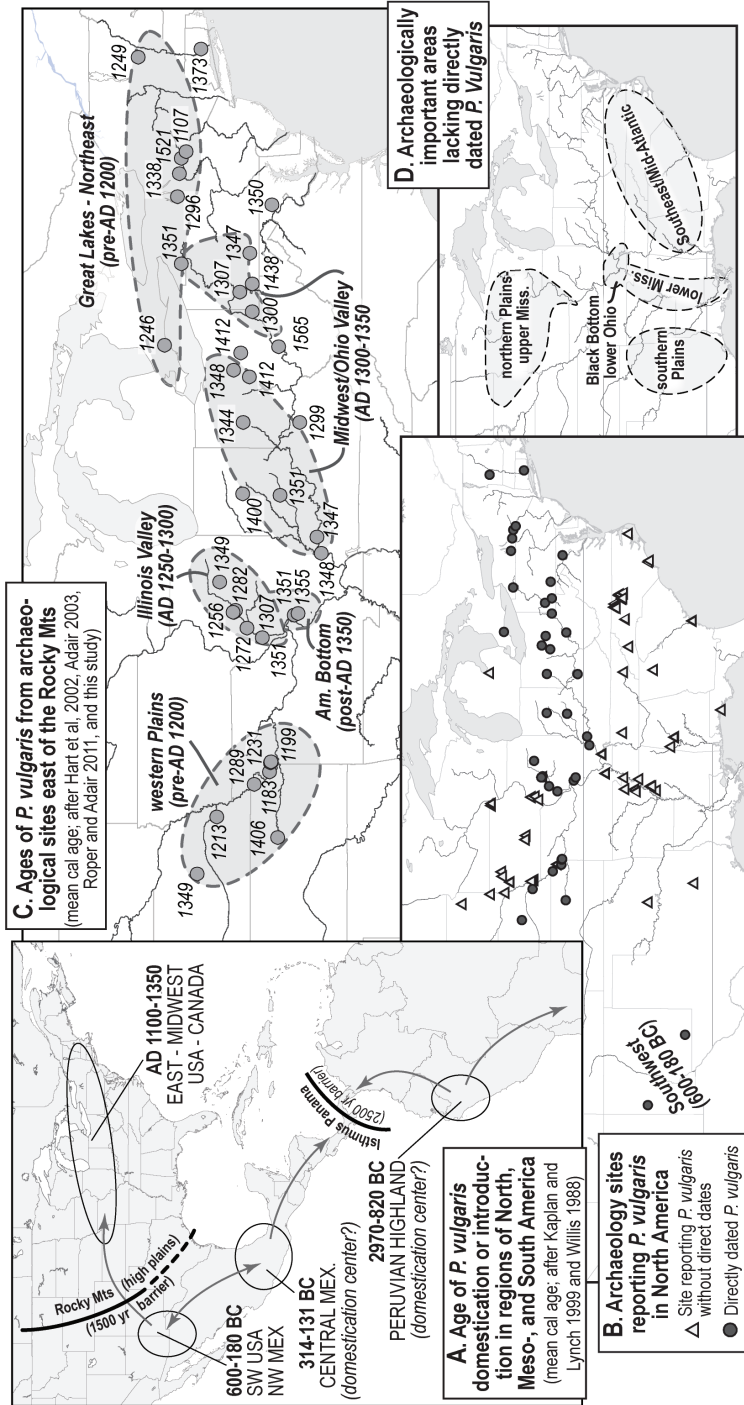 A. Age of P. vulgaris
domestication or introduc-
tion in regions of North,
Meso-, and South America
(mean cal age; after Kaplan and
Lynch 1999 and Willis 1988)
Rocky Mts (high plains)
(1500 yr barrier)
AD 1100-1350
EAST - MIDWEST
USA - CANADA
600-180 BC
SW USA
NW MEX
314-131 BC
CENTRAL MEX.
(domestication center?)
Isthmus Panama
(2500 yr barrier)
2970-820 BC
PERUVIAN HIGHLAND
(domestication center?)
B. Archaeology sites
reporting P. vulgaris
in North America
Site reporting P. vulgaris
without direct dates
Directly dated P. vulgaris
Southwest
(600-180 BC)
C. Ages of P. vulgaris from archaeo-
logical sites east of the Rocky Mts
(mean cal age; after Hart et al, 2002, Adair 2003,
Roper and Adair 2011, and this study)
western Plains
(pre-AD 1200)
1349
1213
1406
1289
1231
1183
1199
Illinois Valley
(AD 1250-1300)
1349
1256
1282
1272
1307
1351
1351
1355
Am. Bottom
(post-AD 1350)
1348
1347
1400
1351
1344
1299
1348
1412
1412
Midwest/Ohio Valley
(AD 1300-1350)
1565
1300
1438
1307
1347
1350
Great Lakes - Northeast
(pre-AD 1200)
1246
1351
1296
1338
1521
1107
1249
1373
D. Archaeologically
important areas
lacking directly
dated P. Vulgaris
northern Plains-
upper Miss.
Black Bottom
lower Ohio
southern
Plains
lower Miss.
Southeast/Mid-Atlantic